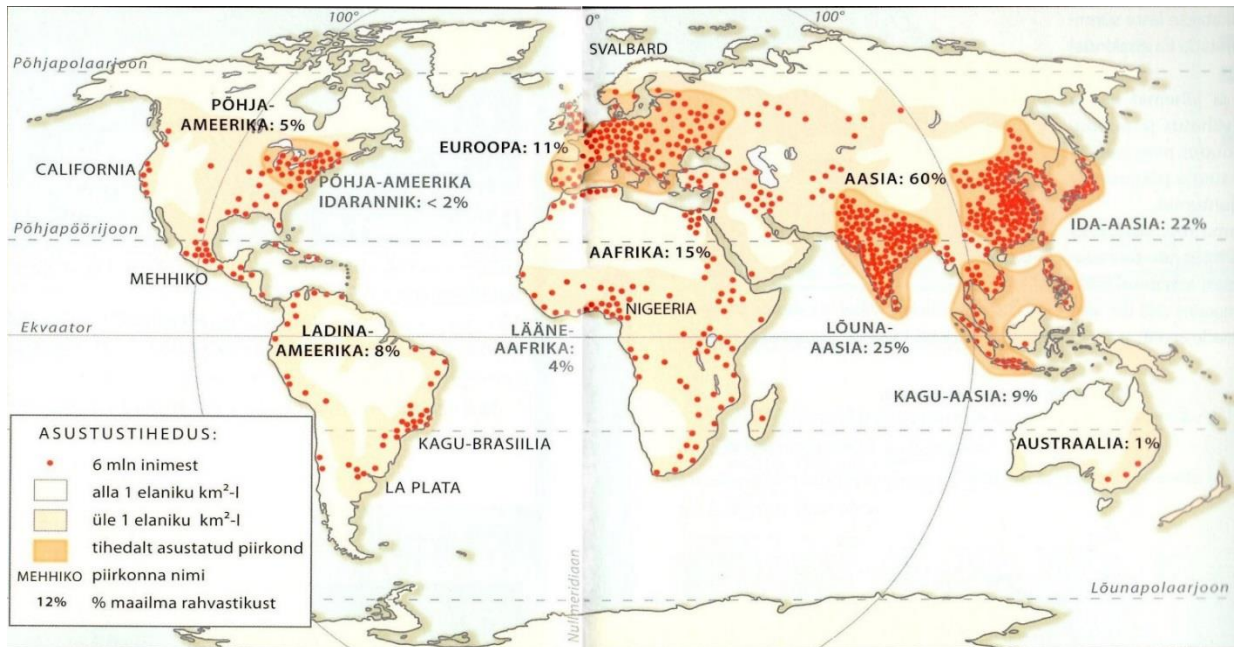 100°
0°
100°
SVALBARD
Põhjapolaarjoon
PÕHJA-
AMEERIKA: 5%
EUROOPA: 11%
CALIFORNIA
PÕHJA-AMEERIKA
IDARANNIK: < 2%
AASIA: 60%
IDA-AASIA: 22%
Põhjapöörijoon
AAFRIKA: 15%
MEHHIKO
NIGEERIA
Ekvaator
LADINA-
AMEERIKA: 8%
LÄÄNE-
AAFRIKA:
4%
LÕUNA-
AASIA: 25%
KAGU-AASIA: 9%
KAGU-BRASIILIA
AUSTRAALIA: 1%
LA PLATA
ASUSTUSTIHEDUS:
6 mln inimest
alla 1 elaniku km²-l
üle 1 elaniku km²-l
tihedalt asustatud piirkond
MEHHIKO piirkonna nimi
12% % maailma rahvastikust
Nullmeridiaan
Lõunapolaarjoon